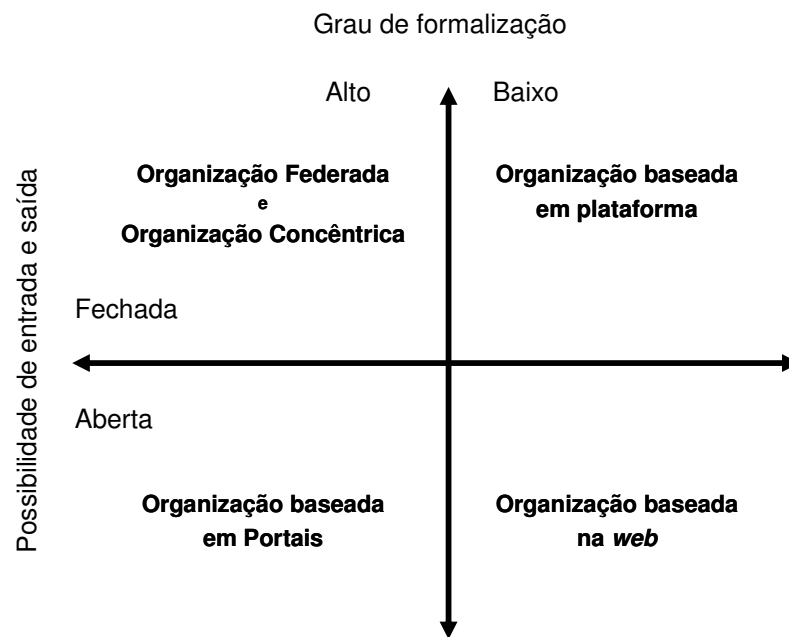 Grau de formalização
Alto
Baixo
Possibilidade de entrada e saída
Organização Federada
e
Organização Concêntrica
Organização baseada
em plataforma
Fechada
Aberta
Organização baseada
em Portais
Organização baseada
na web